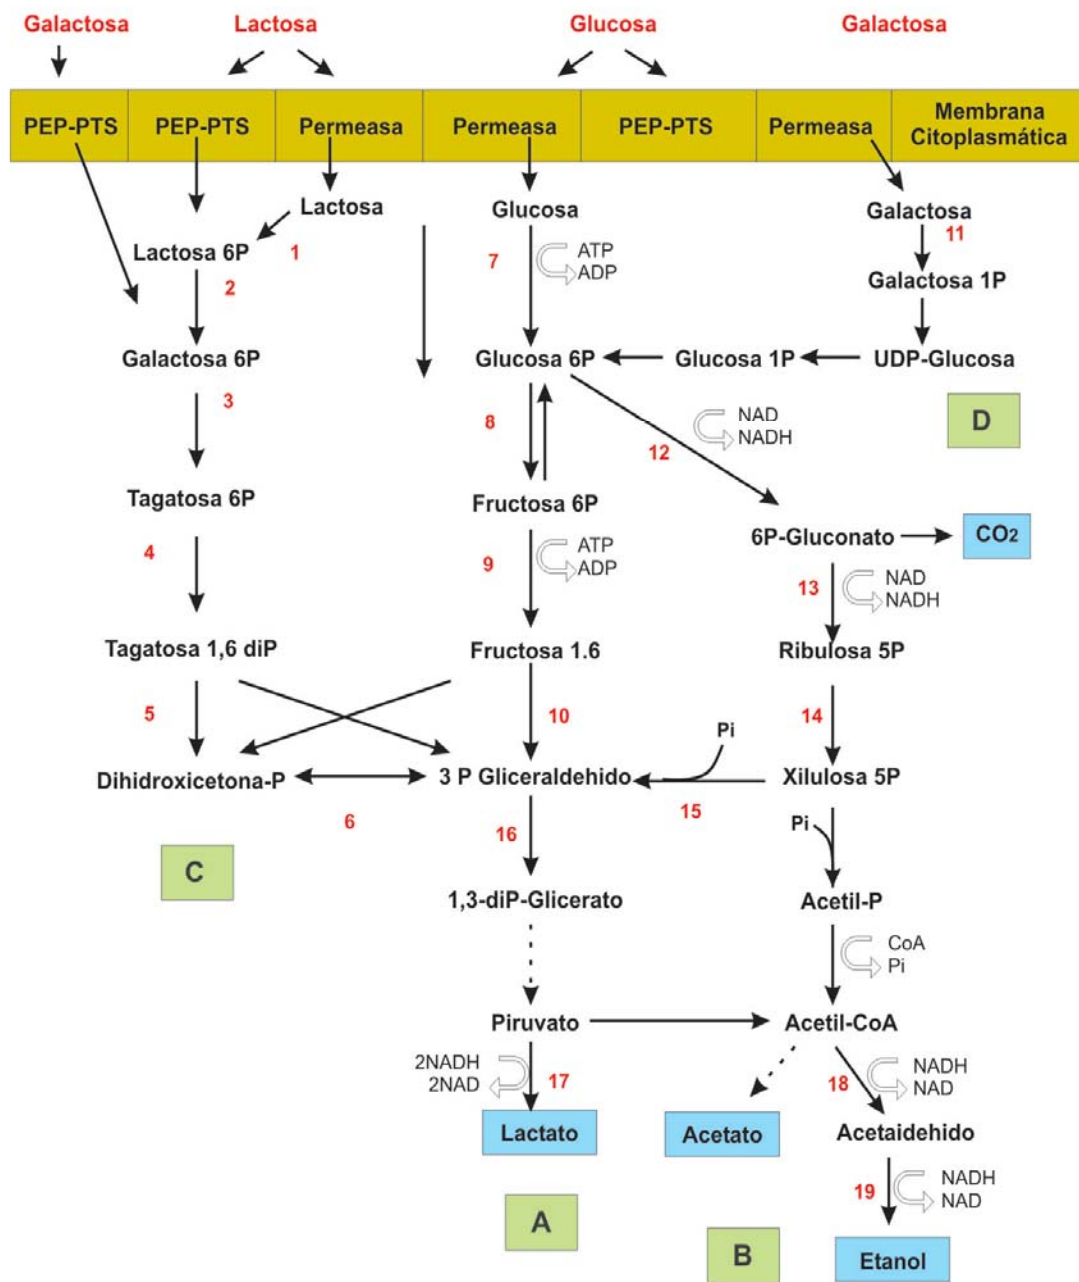 Galactosa
Lactosa
Glucosa
Galactosa
PEP-PTS
PEP-PTS
Permeasa
Permeasa
PEP-PTS
Permeasa
Membrana
Citoplasmática
Lactosa
Glucosa
Galactosa
11
1
Lactosa 6P
2
7
ATP
ADP
Galactosa 1P
Galactosa 6P
Glucosa 6P
Glucosa 1P
UDP-Glucosa
3
8
12
NAD
NADH
D
Tagatosa 6P
Fructosa 6P
6P-Gluconato
CO2
4
9
ATP
ADP
13
NAD
NADH
Tagatosa 1,6 diP
Fructosa 1.6
Ribulosa 5P
5
10
14
Pi
Dihidroxicetona-P
3 P Gliceraldehido
Xilulosa 5P
6
16
15
Pi
C
1,3-diP-Glicerato
Acetil-P
CoA
Pi
Piruvato
Acetil-CoA
2NADH
2NAD
17
18
NADH
NAD
Lactato
Acetato
Acetaidehido
A
B
19
NADH
NAD
Etanol